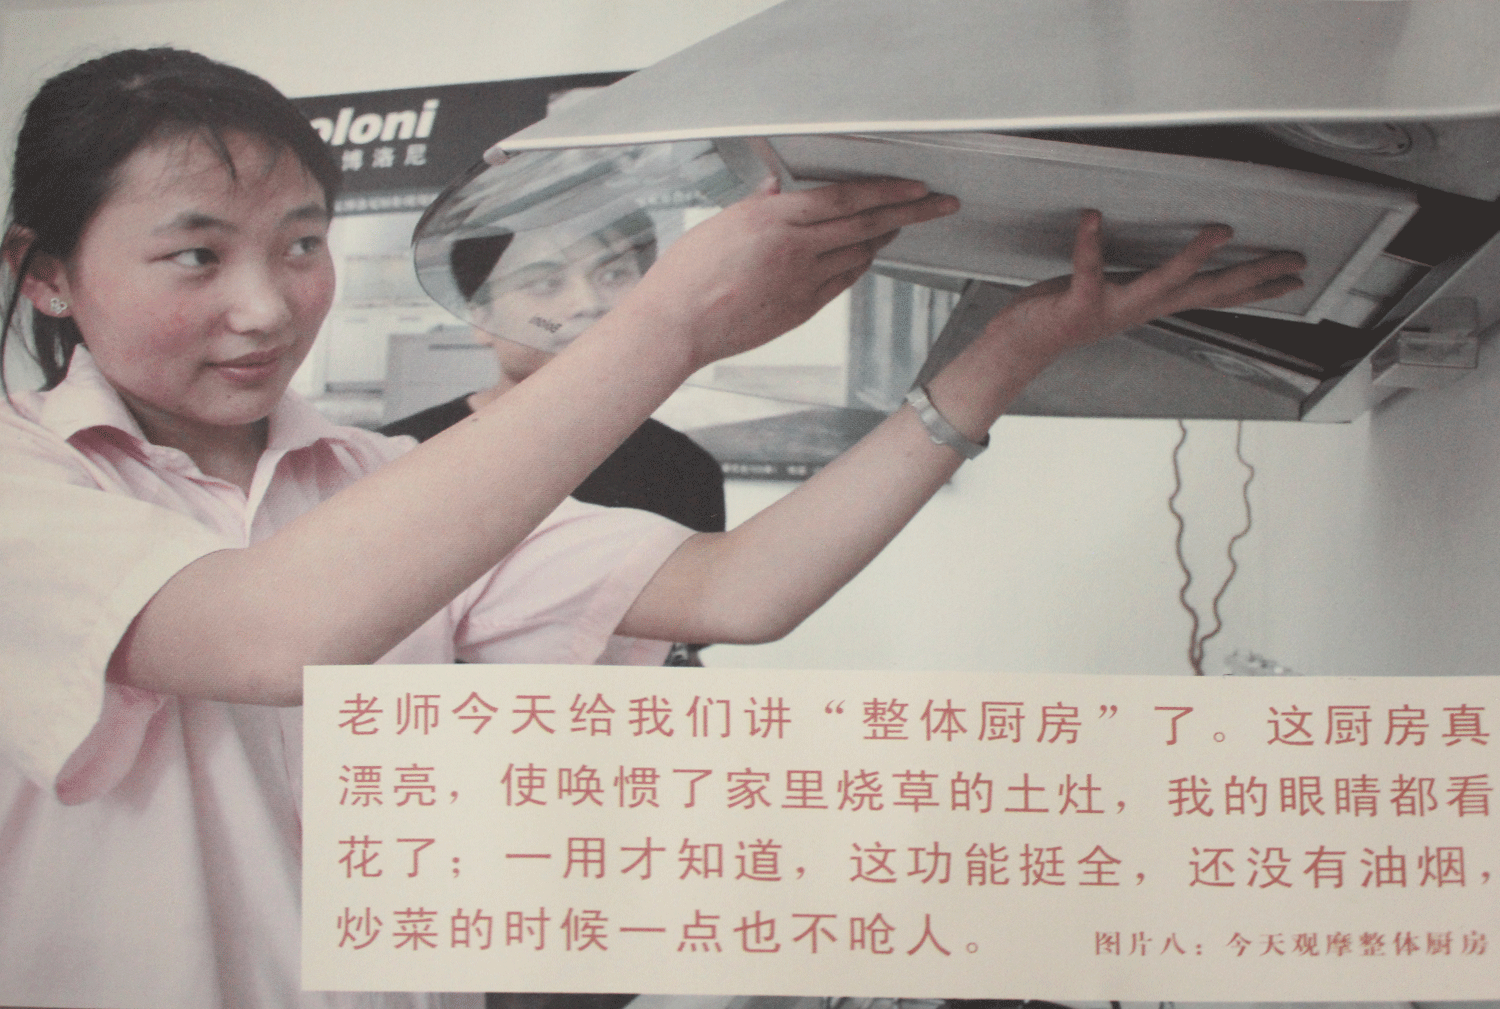 oloni
博洛尼
老师今天给我们讲“整体厨房”了。这厨房真
漂亮，使唤惯了家里烧草的土灶，我的眼睛都看
花了；一用才知道，这功能挺全，还没有油烟，
炒菜的时候一点也不呛人。
图片八：今天观摩整体厨房